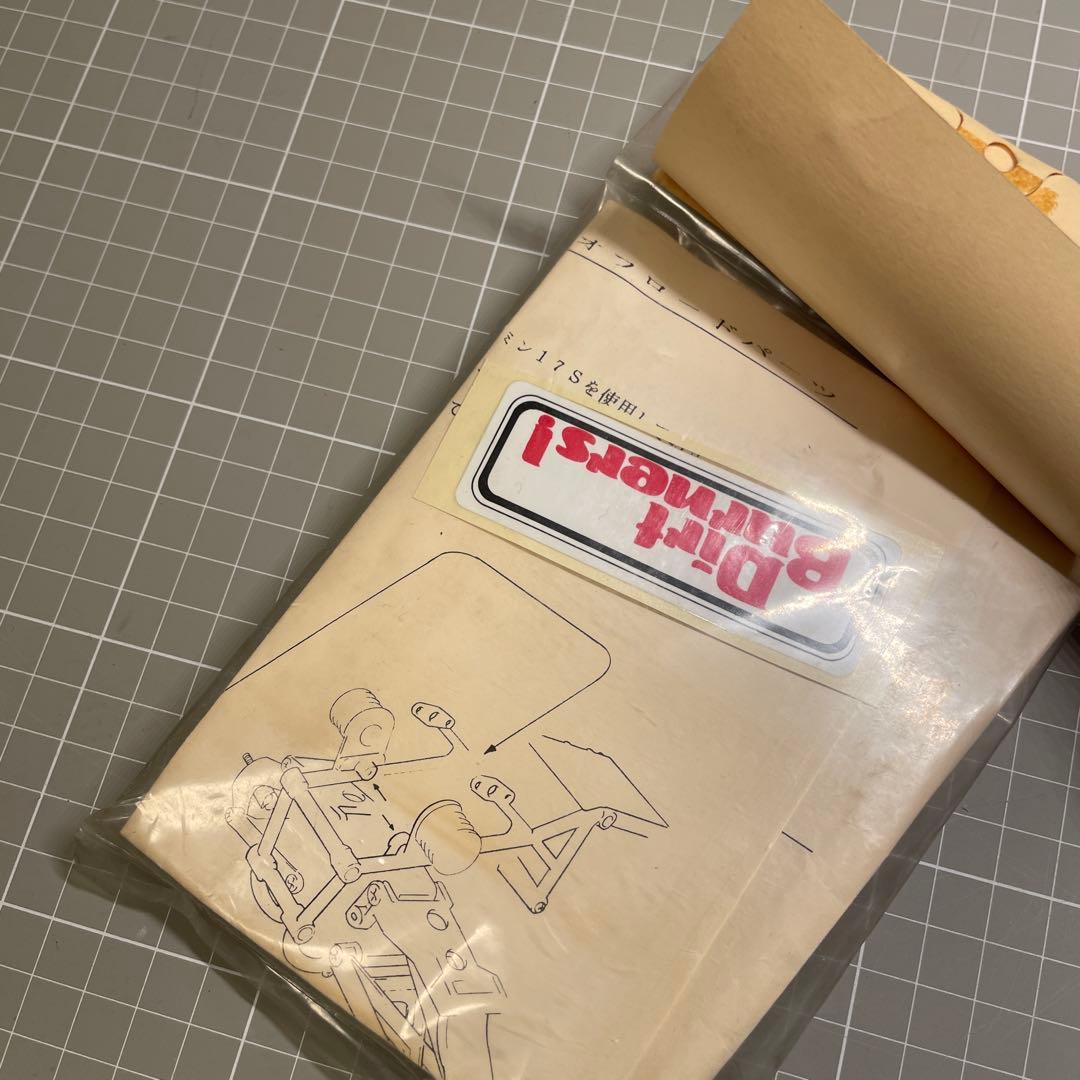 オフロードパーツ
ミン17Sを使用し
て
Dirt
Burners!